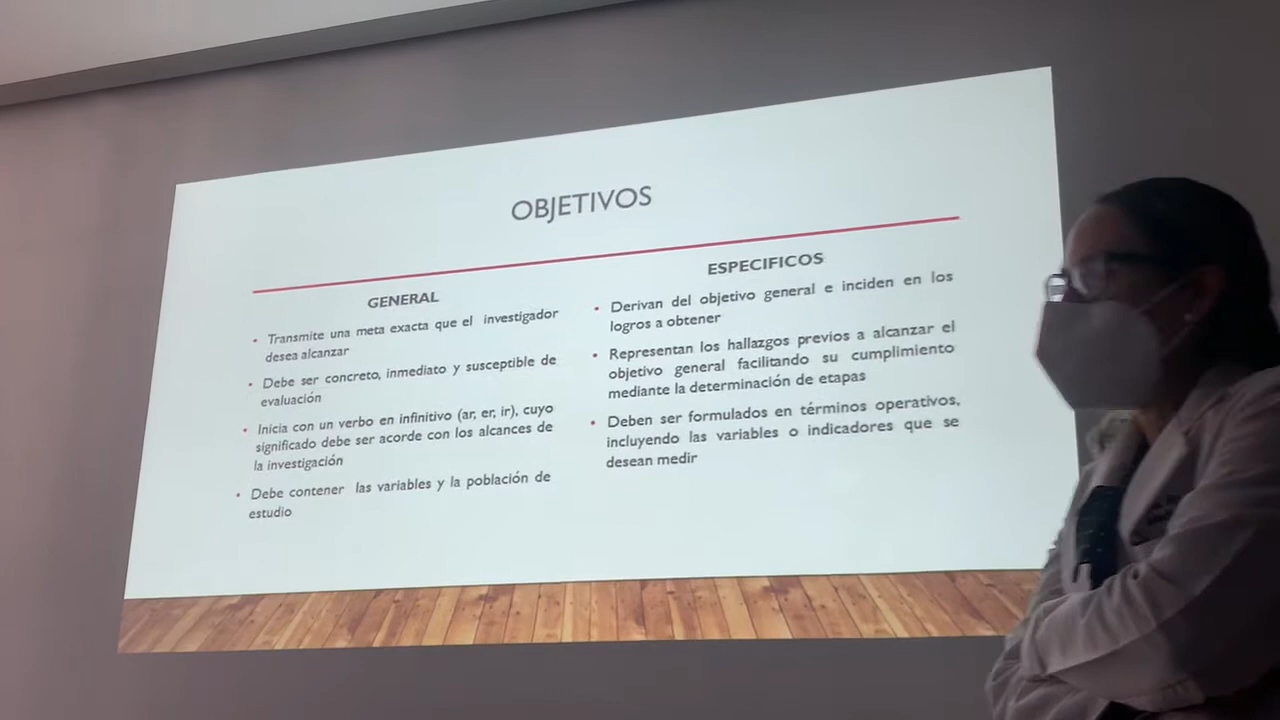 OBJETIVOS
GENERAL
• Transmite una meta exacta que el investigador
desea alcanzar
• Debe ser concreto, inmediato y susceptible de
evaluación
• Inicia con un verbo en infinitivo (ar, er, ir), cuyo
significado debe ser acorde con los alcances de
la investigación
• Debe contener las variables y la población de
estudio
ESPECIFICOS
• Derivan del objetivo general e inciden en los
logros a obtener
• Representan los hallazgos previos a alcanzar el
objetivo general facilitando su cumplimiento
mediante la determinación de etapas
• Deben ser formulados en términos operativos,
incluyendo las variables o indicadores que se
desean medir